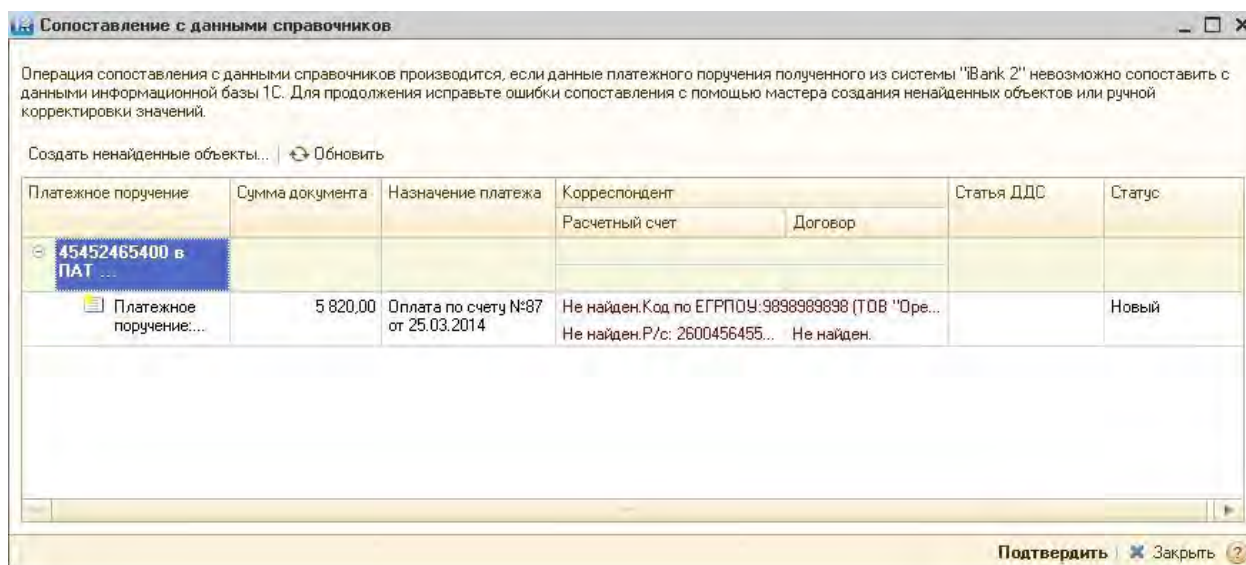 Сопоставление с данными справочников
Операция сопоставления с данными справочников производится, если данные платежного поручения полученного из системы "iBank 2" невозможно сопоставить с
данными информационной базы 1С. Для продолжения исправьте ошибки сопоставления с помощью мастера создания ненайденных объектов или ручной
корректировки значений.
Создать ненайденные объекты... Обновить
Платежное поручение Сумма документа Назначение платежа Корреспондент Статья ДДС Статус
Расчетный счет Договор
45452465400 в
ПАТ ...
Платежное
поручение:...
5 820,00
Оплата по счету №87
от 25.03.2014
Не найден.Код по ЕГРПОУ:9898989898 (ТОВ "Оре...
Не найден.Р/с: 2600456455... Не найден.
Новый
Подтвердить Закрыть ?